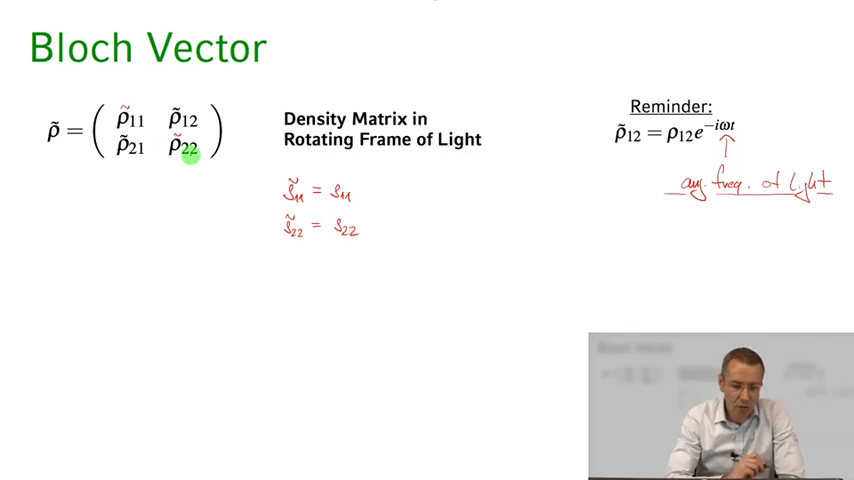 Bloch Vector
ρ̃ = ( ρ̃11 ρ̃12
ρ̃21 ρ̃22 )
Density Matrix in
Rotating Frame of Light
Reminder:
ρ̃12 = ρ12e^−iωt
ang. freq. of light
ρ̃11 = ρ11
ρ̃22 = ρ22